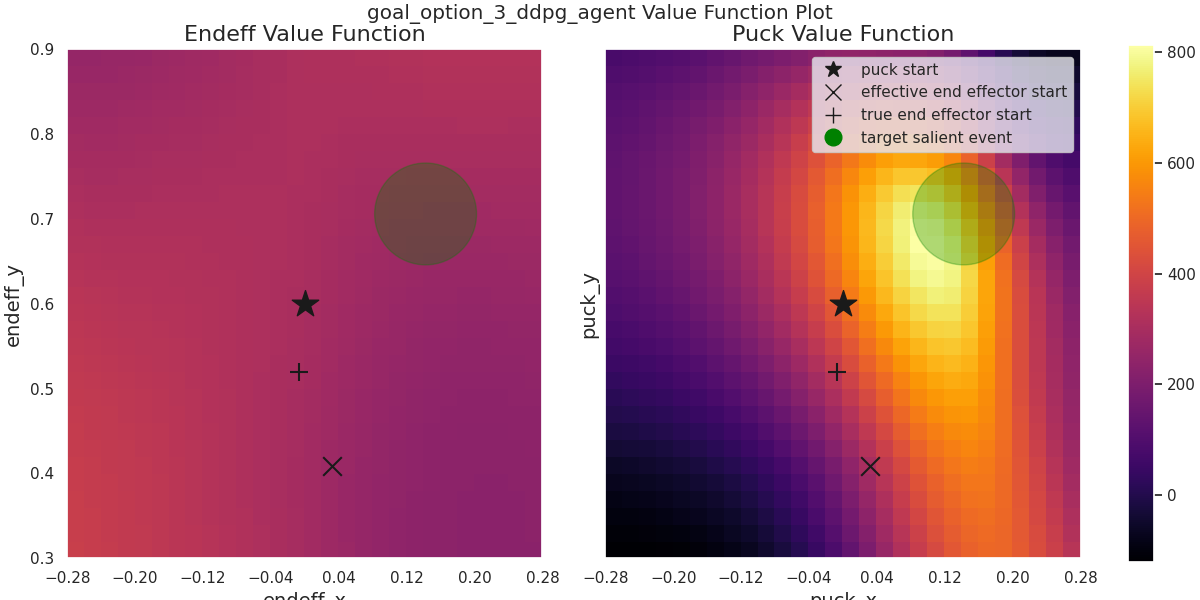 goal_option_3_ddpg_agent Value Function Plot
Endeff Value Function
Puck Value Function
puck start
effective end effector start
true end effector start
target salient event
endeff_y
0.9
0.8
0.7
0.6
0.5
0.4
0.3
−0.28 −0.20 −0.12 −0.04 0.04 0.12 0.20 0.28
endeff_x
puck_y
−0.28 −0.20 −0.12 −0.04 0.04 0.12 0.20 0.28
puck_x
800
600
400
200
0